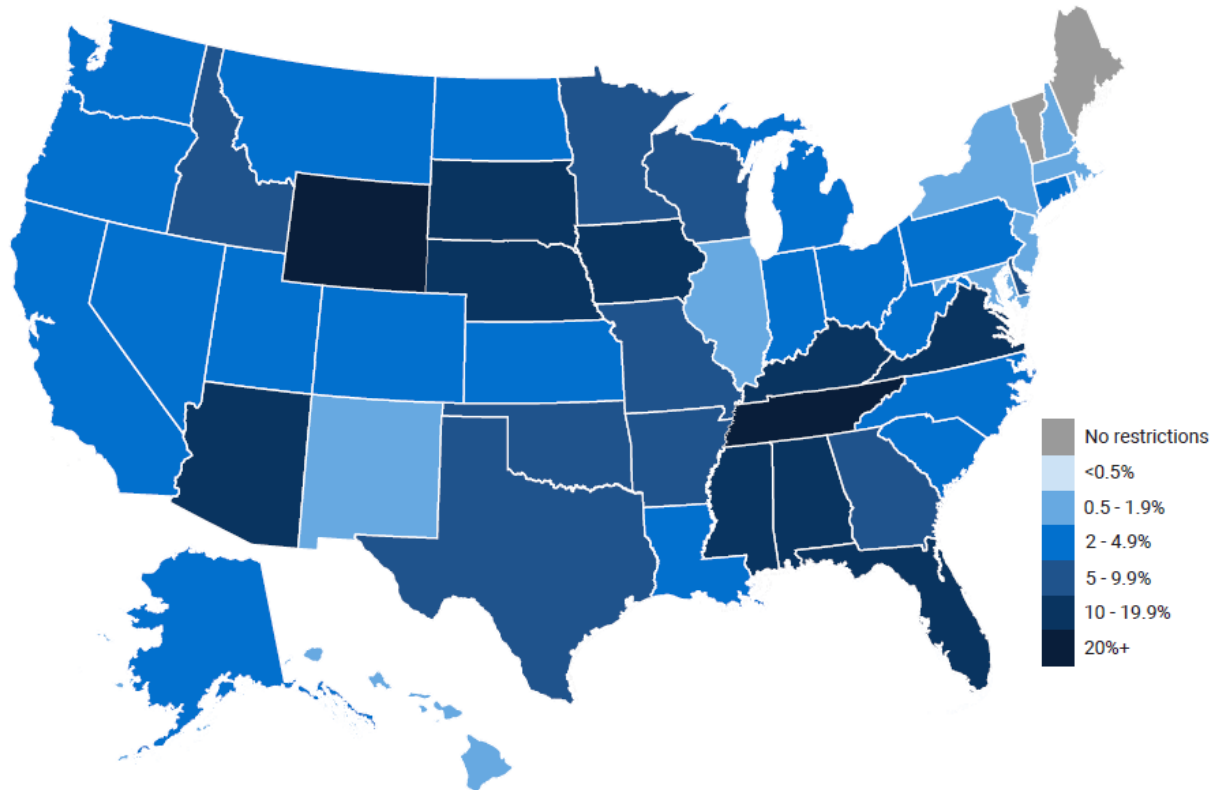 No restrictions
<0.5%
0.5 - 1.9%
2 - 4.9%
5 - 9.9%
10 - 19.9%
20%+